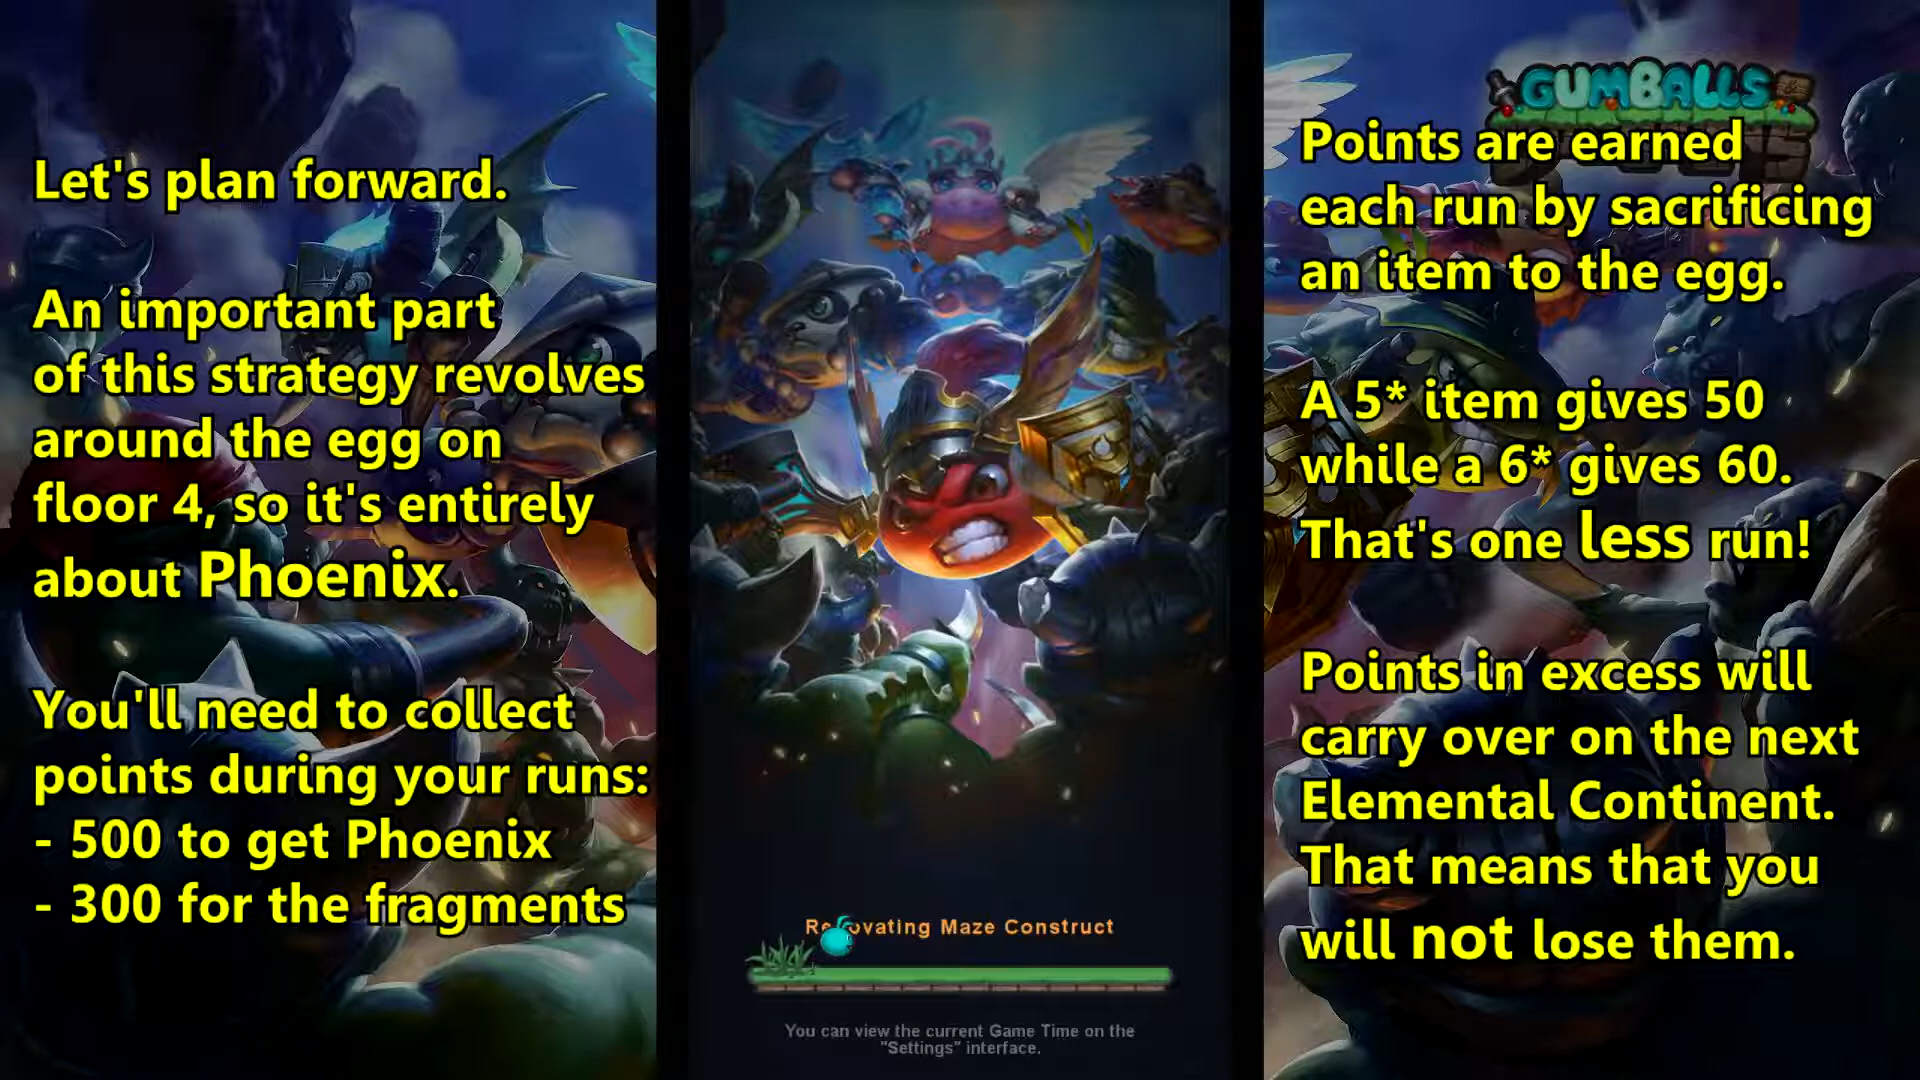 Let's plan forward.
An important part
of this strategy revolves
around the egg on
floor 4, so it's entirely
about Phoenix.
You'll need to collect
points during your runs:
- 500 to get Phoenix
- 300 for the fragments
Renovating Maze Construct
You can view the current Game Time on the
"Settings" interface.
GUMBALLS
Points are earned
each run by sacrificing
an item to the egg.
A 5* item gives 50
while a 6* gives 60.
That's one less run!
Points in excess will
carry over on the next
Elemental Continent.
That means that you
will not lose them.